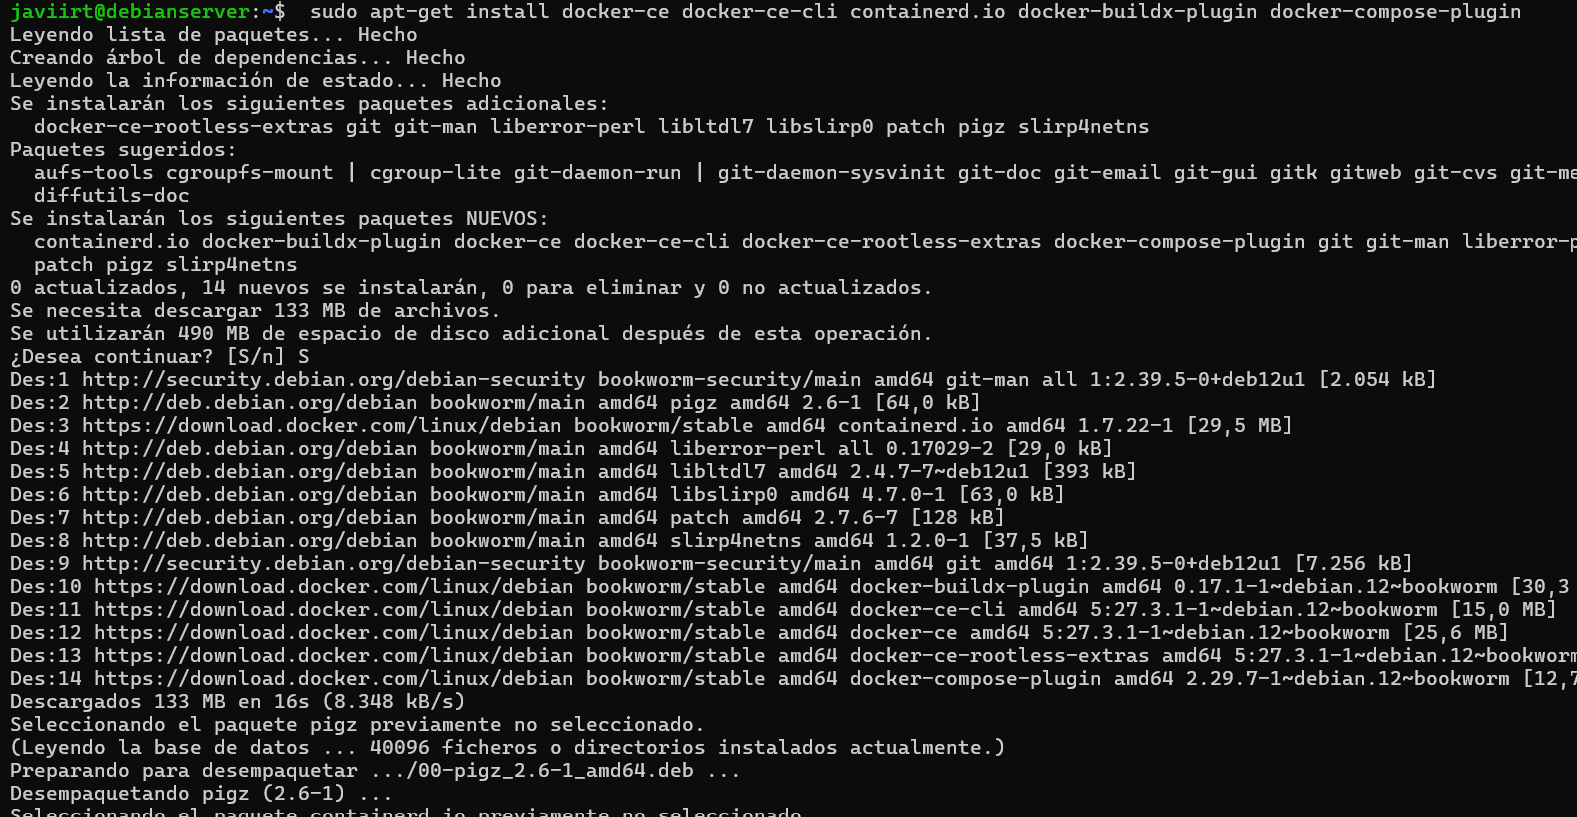 javiirt@debianserver:~$  sudo apt-get install docker-ce docker-ce-cli containerd.io docker-buildx-plugin docker-compose-plugin
Leyendo lista de paquetes... Hecho
Creando árbol de dependencias... Hecho
Leyendo la información de estado... Hecho
Se instalarán los siguientes paquetes adicionales:
  docker-ce-rootless-extras git git-man liberror-perl libltdl7 libslirp0 patch pigz slirp4netns
Paquetes sugeridos:
  aufs-tools cgroupfs-mount | cgroup-lite git-daemon-run | git-daemon-sysvinit git-doc git-email git-gui gitk gitweb git-cvs git-me
  diffutils-doc
Se instalarán los siguientes paquetes NUEVOS:
  containerd.io docker-buildx-plugin docker-ce docker-ce-cli docker-ce-rootless-extras docker-compose-plugin git git-man liberror-p
  patch pigz slirp4netns
0 actualizados, 14 nuevos se instalarán, 0 para eliminar y 0 no actualizados.
Se necesita descargar 133 MB de archivos.
Se utilizarán 490 MB de espacio de disco adicional después de esta operación.
¿Desea continuar? [S/n] S
Des:1 http://security.debian.org/debian-security bookworm-security/main amd64 git-man all 1:2.39.5-0+deb12u1 [2.054 kB]
Des:2 http://deb.debian.org/debian bookworm/main amd64 pigz amd64 2.6-1 [64,0 kB]
Des:3 https://download.docker.com/linux/debian bookworm/stable amd64 containerd.io amd64 1.7.22-1 [29,5 MB]
Des:4 http://deb.debian.org/debian bookworm/main amd64 liberror-perl all 0.17029-2 [29,0 kB]
Des:5 http://deb.debian.org/debian bookworm/main amd64 libltdl7 amd64 2.4.7-7~deb12u1 [393 kB]
Des:6 http://deb.debian.org/debian bookworm/main amd64 libslirp0 amd64 4.7.0-1 [63,0 kB]
Des:7 http://deb.debian.org/debian bookworm/main amd64 patch amd64 2.7.6-7 [128 kB]
Des:8 http://deb.debian.org/debian bookworm/main amd64 slirp4netns amd64 1.2.0-1 [37,5 kB]
Des:9 http://security.debian.org/debian-security bookworm-security/main amd64 git amd64 1:2.39.5-0+deb12u1 [7.256 kB]
Des:10 https://download.docker.com/linux/debian bookworm/stable amd64 docker-buildx-plugin amd64 0.17.1-1~debian.12~bookworm [30,3
Des:11 https://download.docker.com/linux/debian bookworm/stable amd64 docker-ce-cli amd64 5:27.3.1-1~debian.12~bookworm [15,0 MB]
Des:12 https://download.docker.com/linux/debian bookworm/stable amd64 docker-ce amd64 5:27.3.1-1~debian.12~bookworm [25,6 MB]
Des:13 https://download.docker.com/linux/debian bookworm/stable amd64 docker-ce-rootless-extras amd64 5:27.3.1-1~debian.12~bookworm
Des:14 https://download.docker.com/linux/debian bookworm/stable amd64 docker-compose-plugin amd64 2.29.7-1~debian.12~bookworm [12,7
Descargados 133 MB en 16s (8.348 kB/s)
Seleccionando el paquete pigz previamente no seleccionado.
(Leyendo la base de datos ... 40096 ficheros o directorios instalados actualmente.)
Preparando para desempaquetar .../00-pigz_2.6-1_amd64.deb ...
Desempaquetando pigz (2.6-1) ...
Seleccionando el paquete containerd.io previamente no seleccionado.